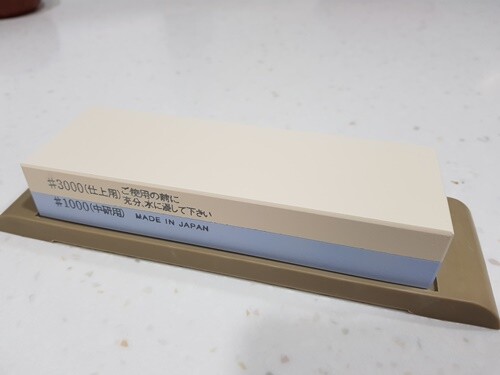 #3000(仕上用)ご使用の前に
充分、水に浸して下さい
#1000(中研用) MADE IN JAPAN